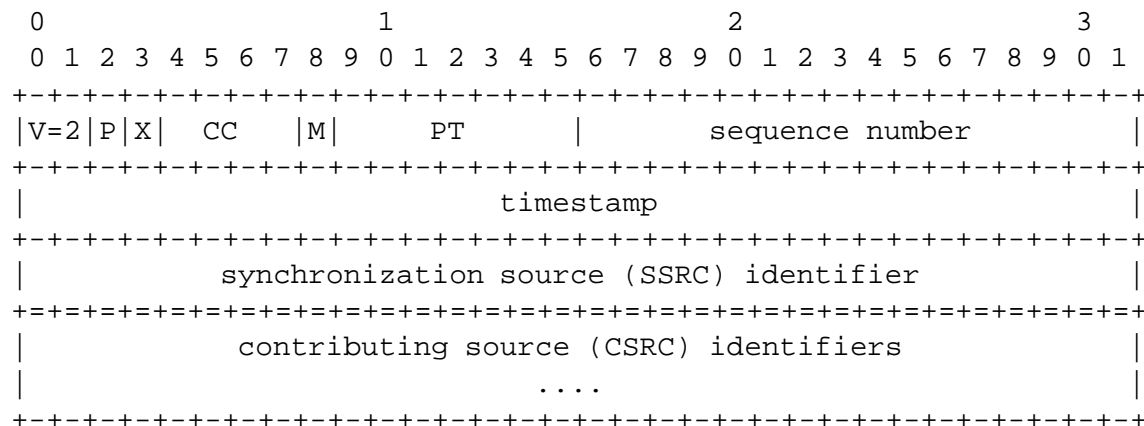 0                   1                   2                   3
 0 1 2 3 4 5 6 7 8 9 0 1 2 3 4 5 6 7 8 9 0 1 2 3 4 5 6 7 8 9 0 1
+-+-+-+-+-+-+-+-+-+-+-+-+-+-+-+-+-+-+-+-+-+-+-+-+-+-+-+-+-+-+-+-+
|V=2|P|X|  CC   |M|     PT      |       sequence number         |
+-+-+-+-+-+-+-+-+-+-+-+-+-+-+-+-+-+-+-+-+-+-+-+-+-+-+-+-+-+-+-+-+
|                           timestamp                           |
+-+-+-+-+-+-+-+-+-+-+-+-+-+-+-+-+-+-+-+-+-+-+-+-+-+-+-+-+-+-+-+-+
|           synchronization source (SSRC) identifier            |
+=+=+=+=+=+=+=+=+=+=+=+=+=+=+=+=+=+=+=+=+=+=+=+=+=+=+=+=+=+=+=+=+
|            contributing source (CSRC) identifiers             |
|                             ....                              |
+-+-+-+-+-+-+-+-+-+-+-+-+-+-+-+-+-+-+-+-+-+-+-+-+-+-+-+-+-+-+-+-+